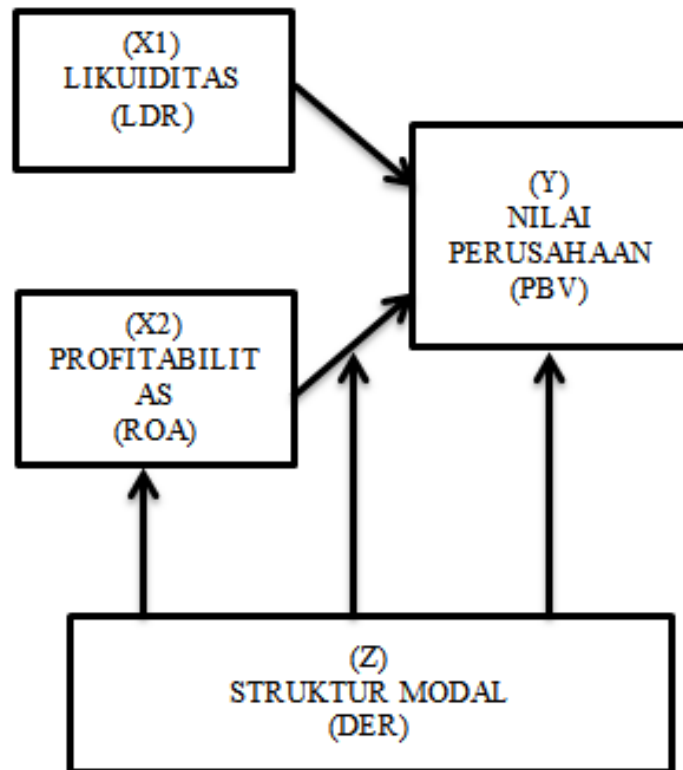 (X1)
LIKUIDITAS
(LDR)
(Y)
NILAI
PERUSAHAAN
(PBV)
(X2)
PROFITABILIT
AS
(ROA)
(Z)
STRUKTUR MODAL
(DER)